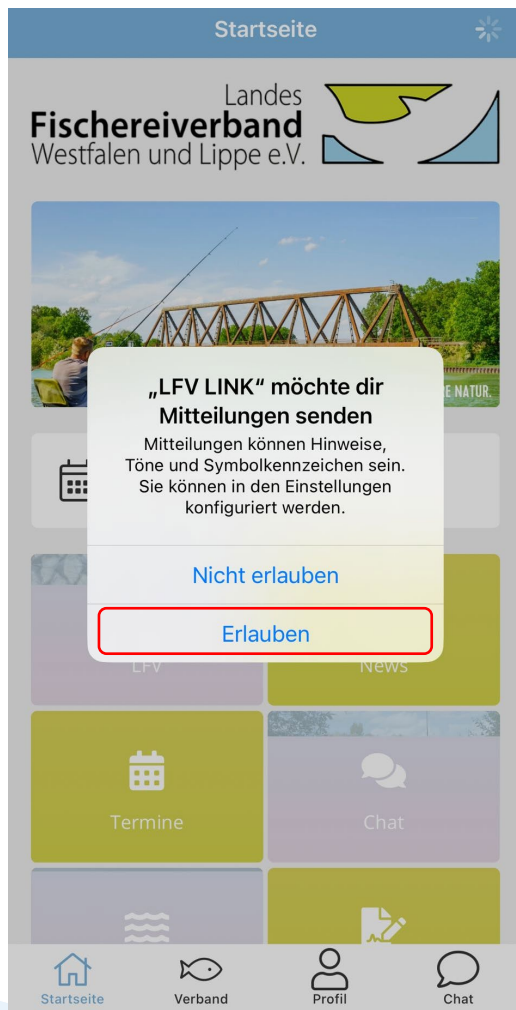 Startseite
Landes
Fischereiverband
Westfalen und Lippe e.V.
E NATUR.
„LFV LINK“ möchte dir
Mitteilungen senden
Mitteilungen können Hinweise,
Töne und Symbolkennzeichen sein.
Sie können in den Einstellungen
konfiguriert werden.
Nicht erlauben
Erlauben
LFV
News
Termine
Chat
Startseite
Verband
Profil
Chat